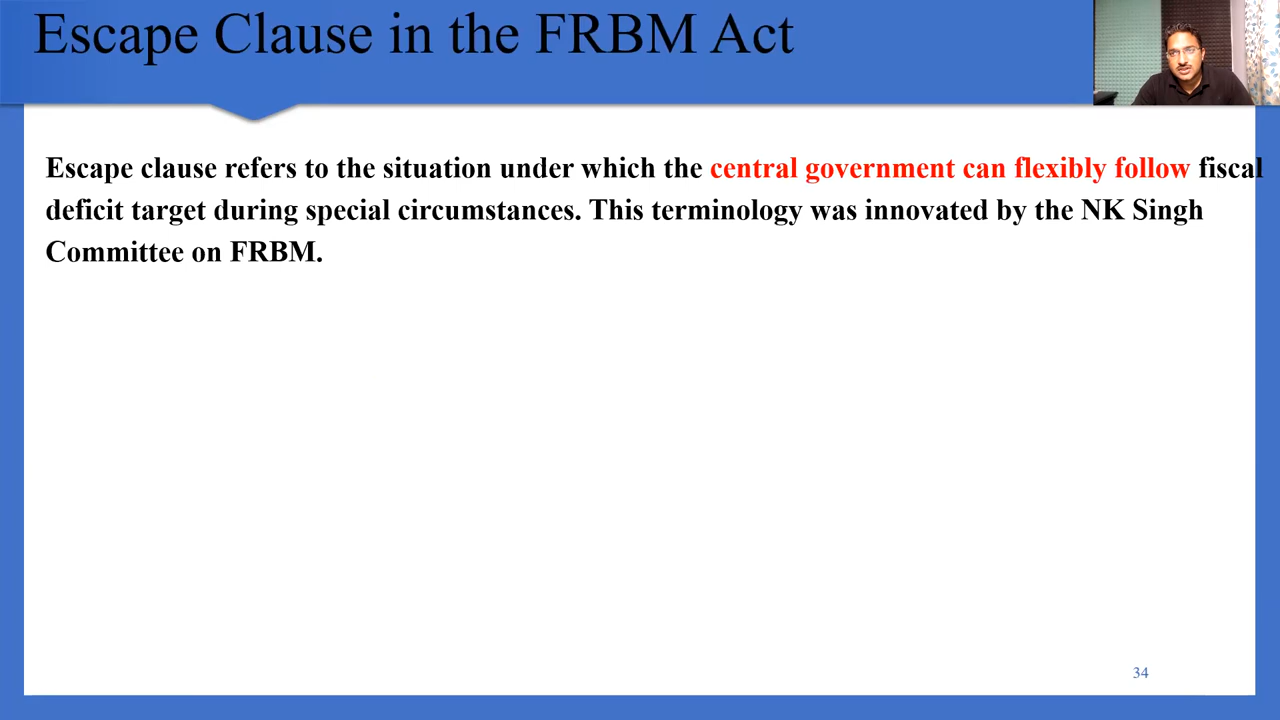 Escape Clause in the FRBM Act
Escape clause refers to the situation under which the central government can flexibly follow fiscal
deficit target during special circumstances. This terminology was innovated by the NK Singh
Committee on FRBM.
34